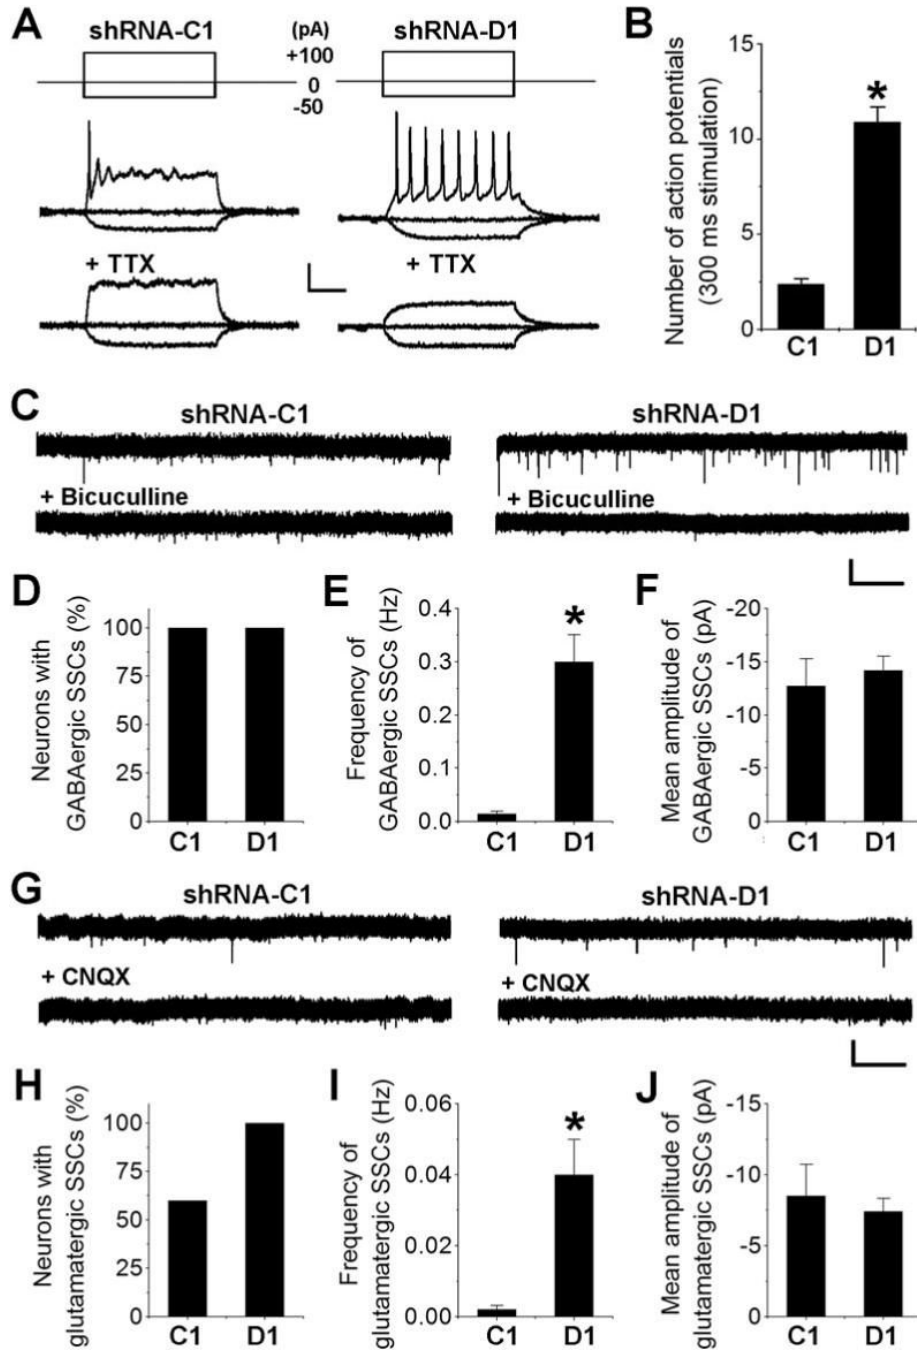 A
shRNA-C1
(pA)
shRNA-D1
+100
0
-50
+ TTX
+ TTX
B
Number of action potentials
(300 ms stimulation)
15
10
5
0
*
C1
D1
C
shRNA-C1
shRNA-D1
+ Bicuculline
+ Bicuculline
D
Neurons with
GABAergic SSCs (%)
100
75
50
25
0
C1
D1
E
Frequency of
GABAergic SSCs (Hz)
0.4
0.3
0.2
0.1
0.0
*
C1
D1
F
Mean amplitude of
GABAergic SSCs (pA)
-20
-15
-10
-5
0
C1
D1
G
shRNA-C1
shRNA-D1
+ CNQX
+ CNQX
H
Neurons with
glutamatergic SSCs (%)
100
75
50
25
0
C1
D1
I
Frequency of
glutamatergic SSCs (Hz)
0.06
0.04
0.02
0.00
*
C1
D1
J
Mean amplitude of
glutamatergic SSCs (pA)
-15
-10
-5
0
C1
D1